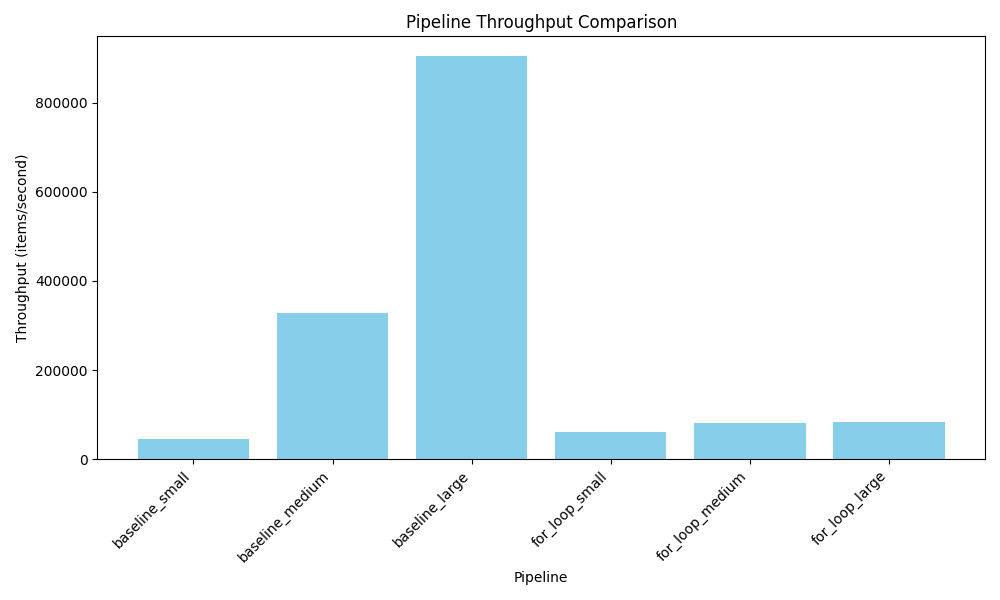 Pipeline Throughput Comparison
Throughput (items/second)
800000
600000
400000
200000
0
baseline_small
baseline_medium
baseline_large
for_loop_small
for_loop_medium
for_loop_large
Pipeline